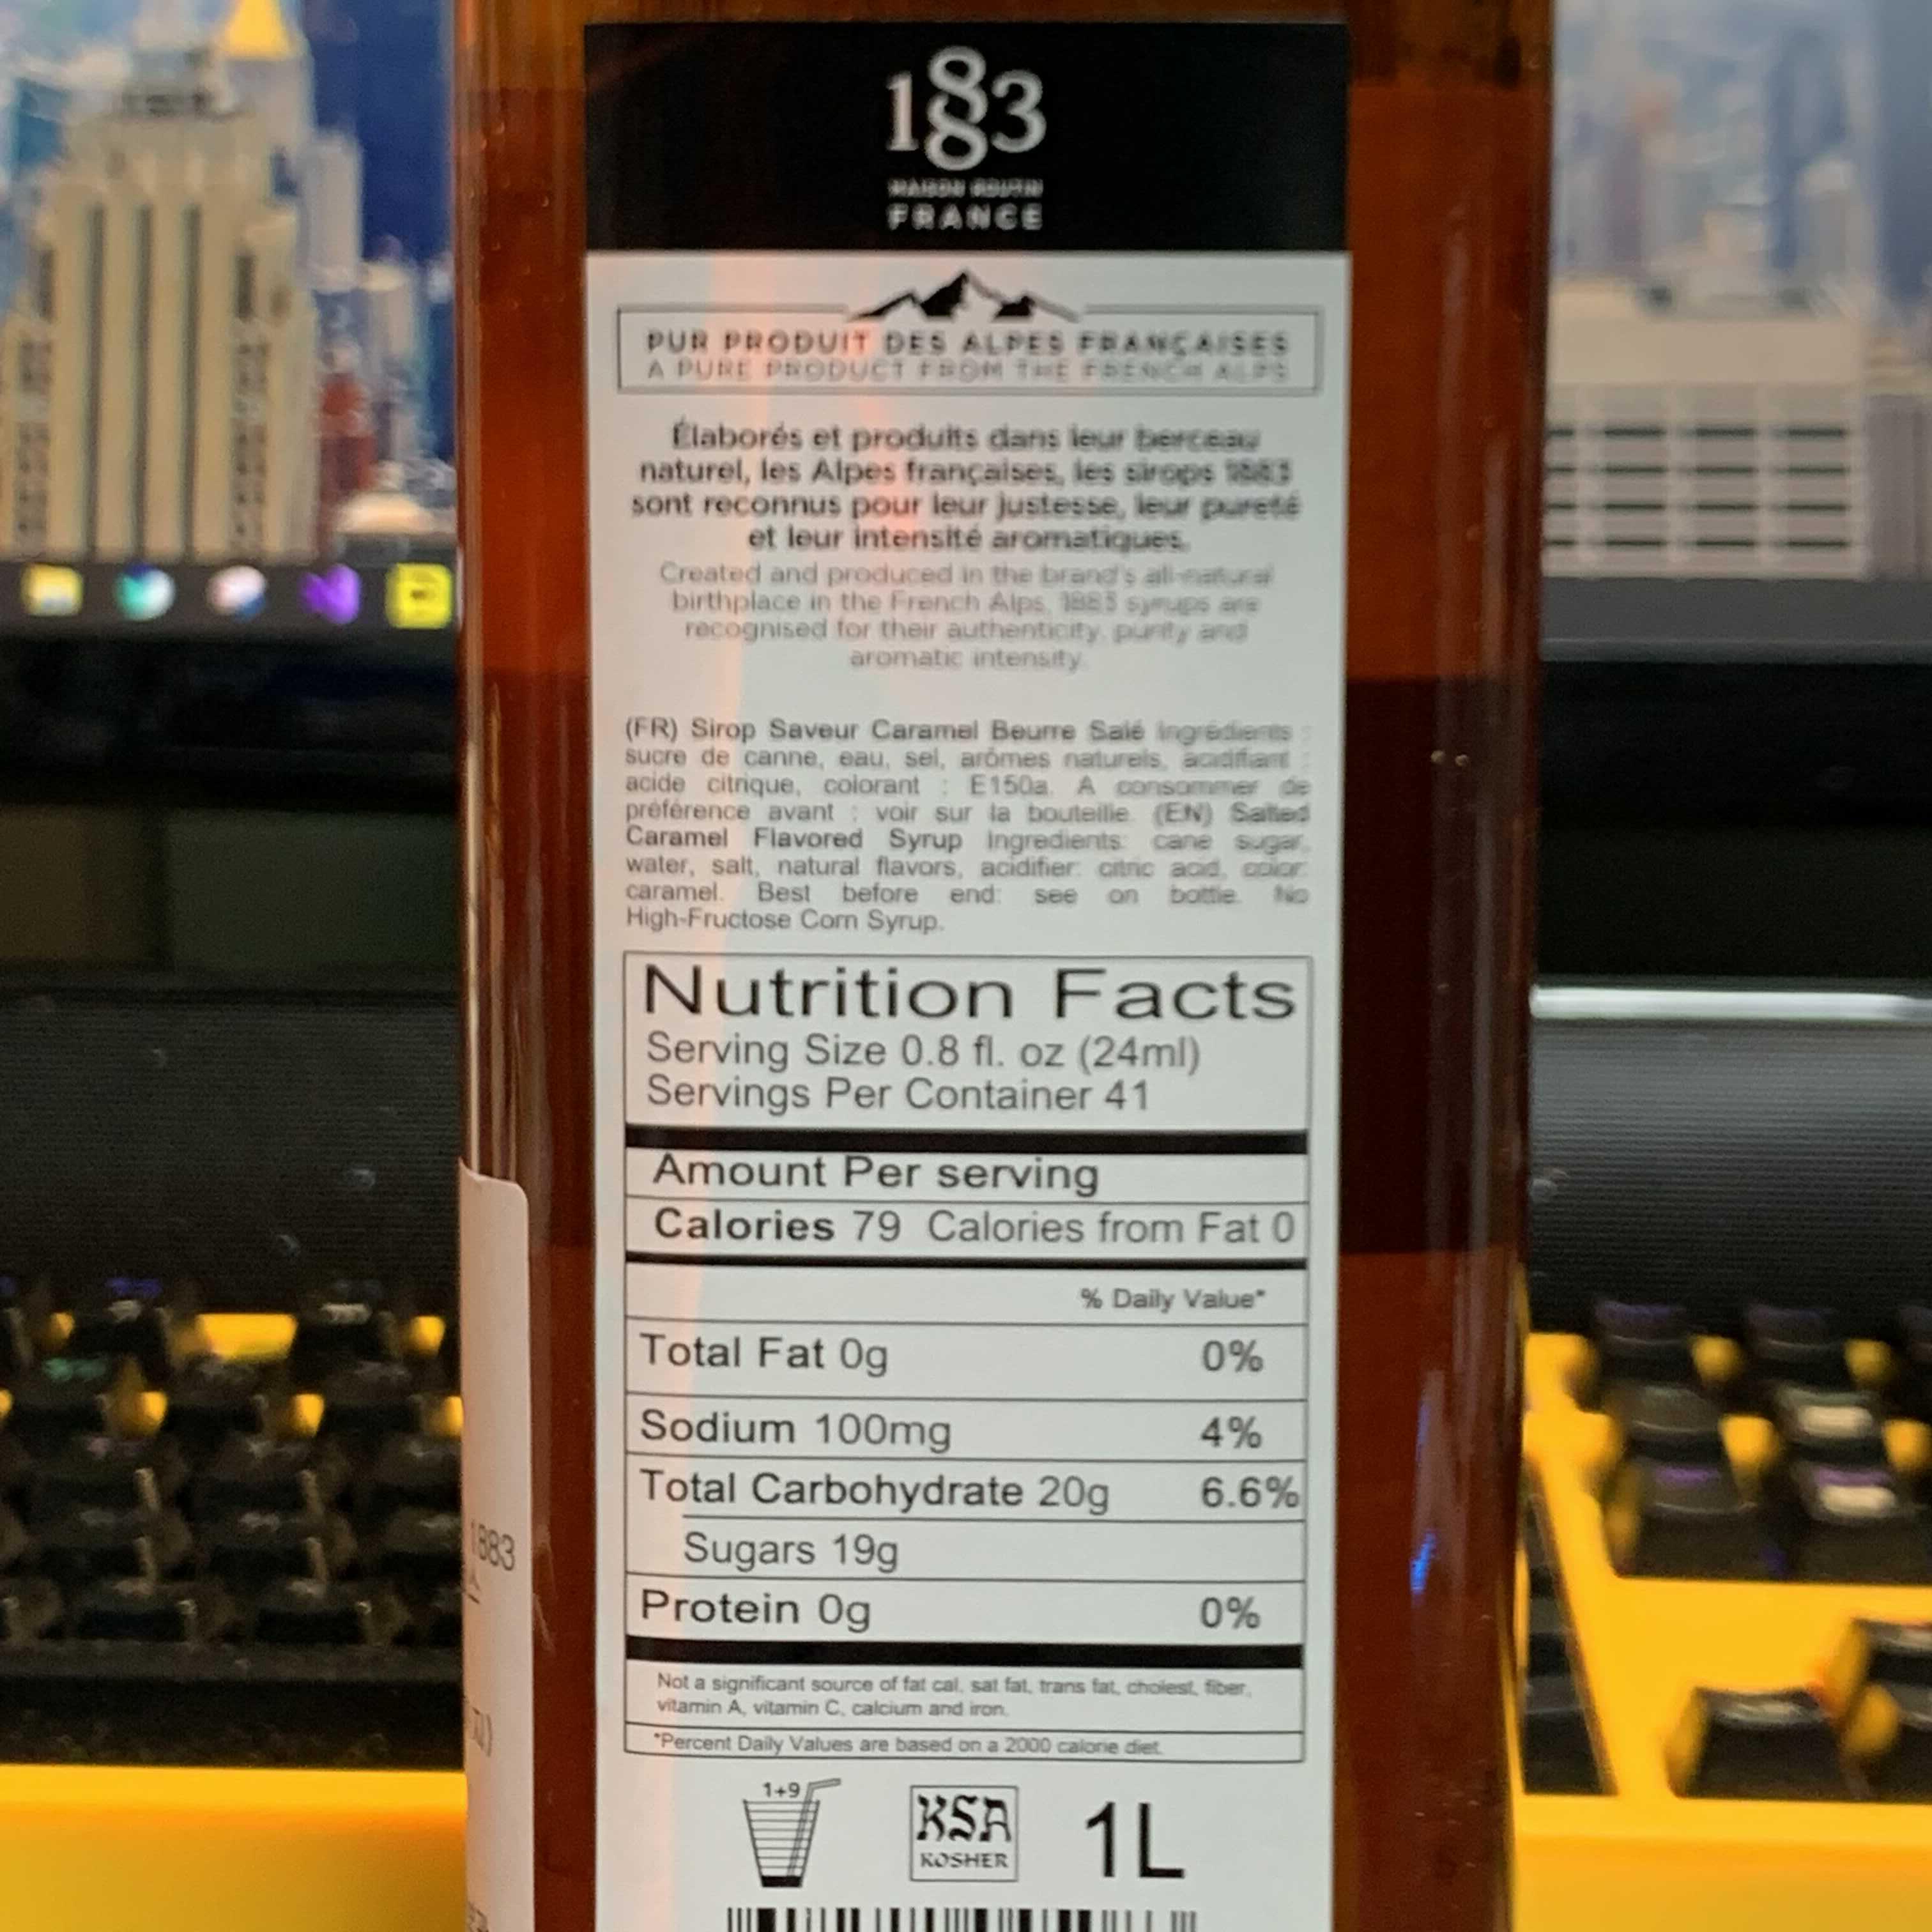 1883
MAISON ROUTIN
FRANCE
PUR PRODUIT DES ALPES FRANÇAISES
A PURE PRODUCT FROM THE FRENCH ALPS
Élaborés et produits dans leur berceau
naturel, les Alpes françaises, les sirops 1883
sont reconnus pour leur justesse, leur pureté
et leur intensité aromatiques.
Created and produced in the brand's all-natural
birthplace in the French Alps, 1883 syrups are
recognised for their authenticity, purity and
aromatic intensity.
(FR) Sirop Saveur Caramel Beurre Salé Ingrédients :
sucre de canne, eau, sel, arômes naturels, acidifiant :
acide citrique, colorant : E150a. A consommer de
préférence avant : voir sur la bouteille. (EN) Salted
Caramel Flavored Syrup Ingredients: cane sugar,
water, salt, natural flavors, acidifier: citric acid, color:
caramel. Best before end: see on bottle. No
High-Fructose Corn Syrup.
Nutrition Facts
Serving Size 0.8 fl. oz (24ml)
Servings Per Container 41
Amount Per serving
Calories 79 Calories from Fat 0
% Daily Value*
Total Fat 0g 0%
Sodium 100mg 4%
Total Carbohydrate 20g 6.6%
Sugars 19g
Protein 0g 0%
Not a significant source of fat cal, sat fat, trans fat, cholest, fiber,
vitamin A, vitamin C, calcium and iron.
*Percent Daily Values are based on a 2000 calorie diet.
1+9
KSA
KOSHER
1L
1883